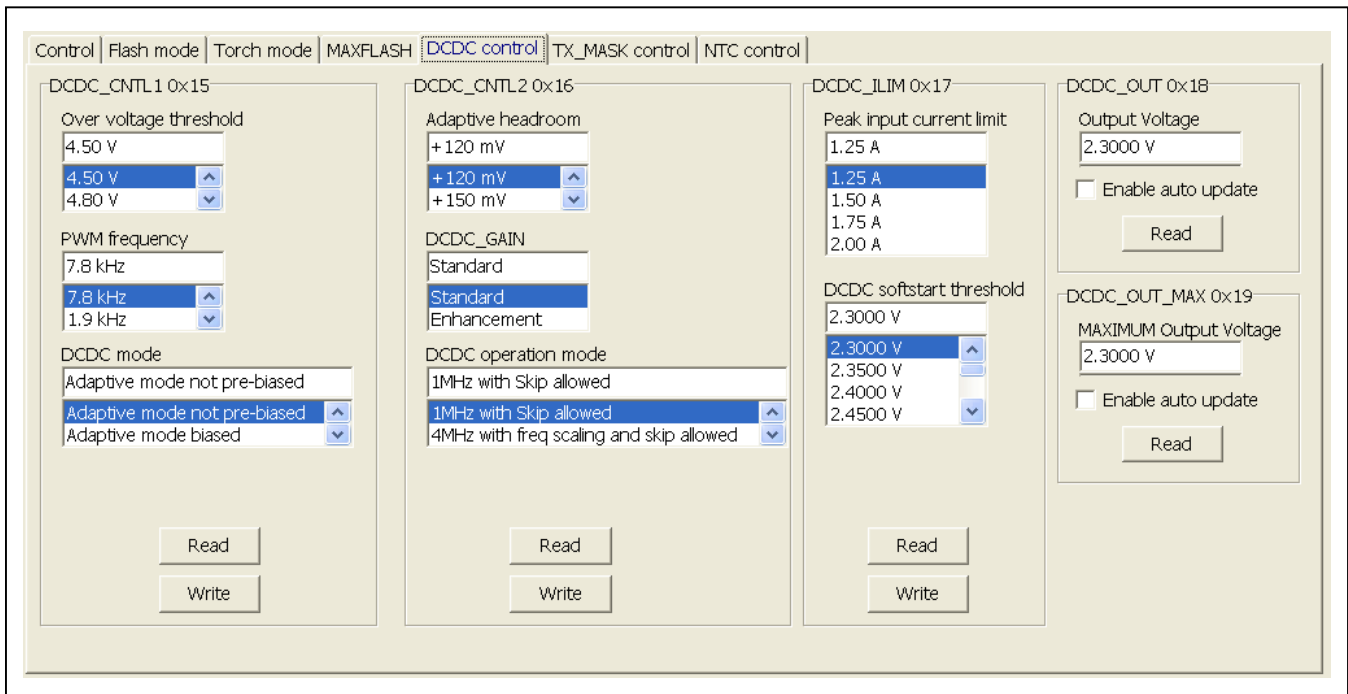 Control Flash mode Torch mode MAXFLASH DCDC control TX_MASK control NTC control
DCDC_CNTL1 0x15
Over voltage threshold
4.50 V
4.50 V
4.80 V
PWM frequency
7.8 kHz
7.8 kHz
1.9 kHz
DCDC mode
Adaptive mode not pre-biased
Adaptive mode not pre-biased
Adaptive mode biased
Read
Write
DCDC_CNTL2 0x16
Adaptive headroom
+120 mV
+120 mV
+150 mV
DCDC_GAIN
Standard
Standard
Enhancement
DCDC operation mode
1MHz with Skip allowed
1MHz with Skip allowed
4MHz with freq scaling and skip allowed
Read
Write
DCDC_ILIM 0x17
Peak input current limit
1.25 A
1.25 A
1.50 A
1.75 A
2.00 A
DCDC softstart threshold
2.3000 V
2.3000 V
2.3500 V
2.4000 V
2.4500 V
Read
Write
DCDC_OUT 0x18
Output Voltage
2.3000 V
Enable auto update
Read
DCDC_OUT_MAX 0x19
MAXIMUM Output Voltage
2.3000 V
Enable auto update
Read